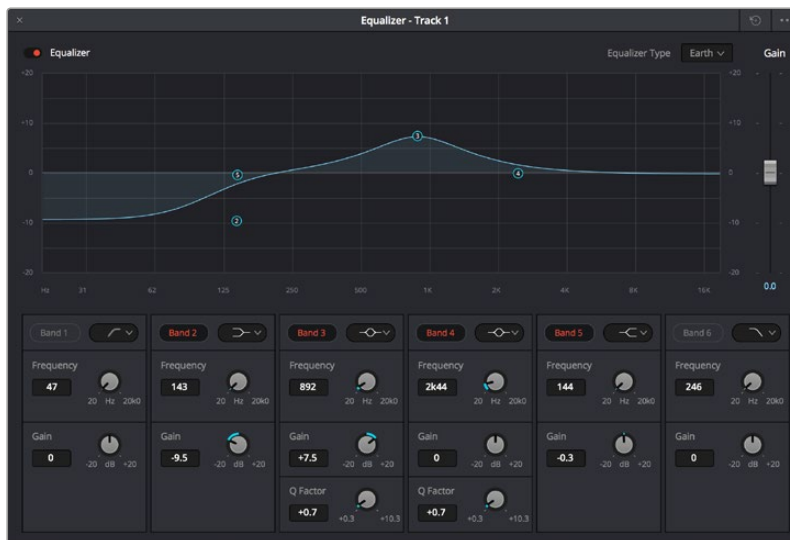 × Equalizer - Track 1
Equalizer Equalizer Type Earth Gain
+20 +20
+10 +10
5 3 4
0 0
2
-10 -10
-20 -20
Hz 31 62 125 250 500 1K 2K 4K 8K 16K 0.0
Band 1 Band 2 Band 3 Band 4 Band 5 Band 6
Frequency Frequency Frequency Frequency Frequency Frequency
47 143 892 2k44 144 246
20 Hz 20k0 20 Hz 20k0 20 Hz 20k0 20 Hz 20k0 20 Hz 20k0 20 Hz 20k0
Gain Gain Gain Gain Gain Gain
0 -9.5 +7.5 0 -0.3 0
-20 dB +20 -20 dB +20 -20 dB +20 -20 dB +20 -20 dB +20 -20 dB +20
Q Factor Q Factor
+0.7 +0.7
+0.3 +10.3 +0.3 +10.3